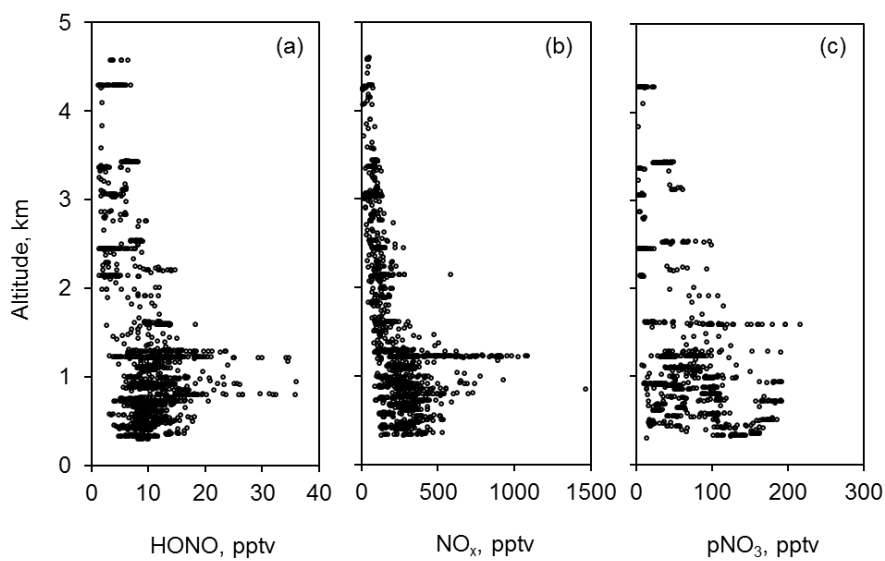 (a) (b) (c)
5
4
3
2
1
0
Altitude, km
0 10 20 30 40
0 500 1000 1500
0 100 200 300
HONO, pptv
NOx, pptv
pNO3, pptv